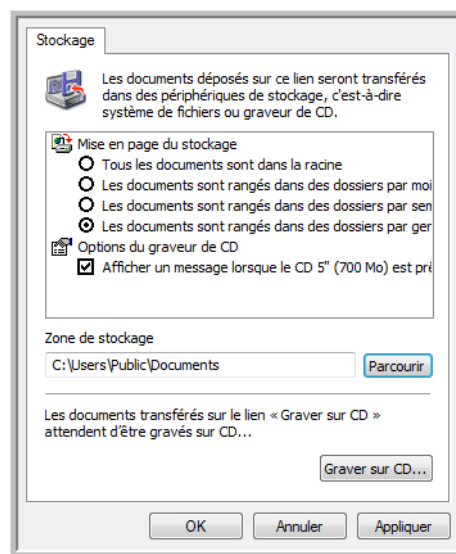 Stockage
Les documents déposés sur ce lien seront transférés
dans des périphériques de stockage, c'est-à-dire
système de fichiers ou graveur de CD.
Mise en page du stockage
Tous les documents sont dans la racine
Les documents sont rangés dans des dossiers par moi
Les documents sont rangés dans des dossiers par sem
Les documents sont rangés dans des dossiers par ger
Options du graveur de CD
Afficher un message lorsque le CD 5" (700 Mo) est prê
Zone de stockage
C:\Users\Public\Documents
Parcourir
Les documents transférés sur le lien « Graver sur CD »
attendent d'être gravés sur CD...
Graver sur CD...
OK Annuler Appliquer